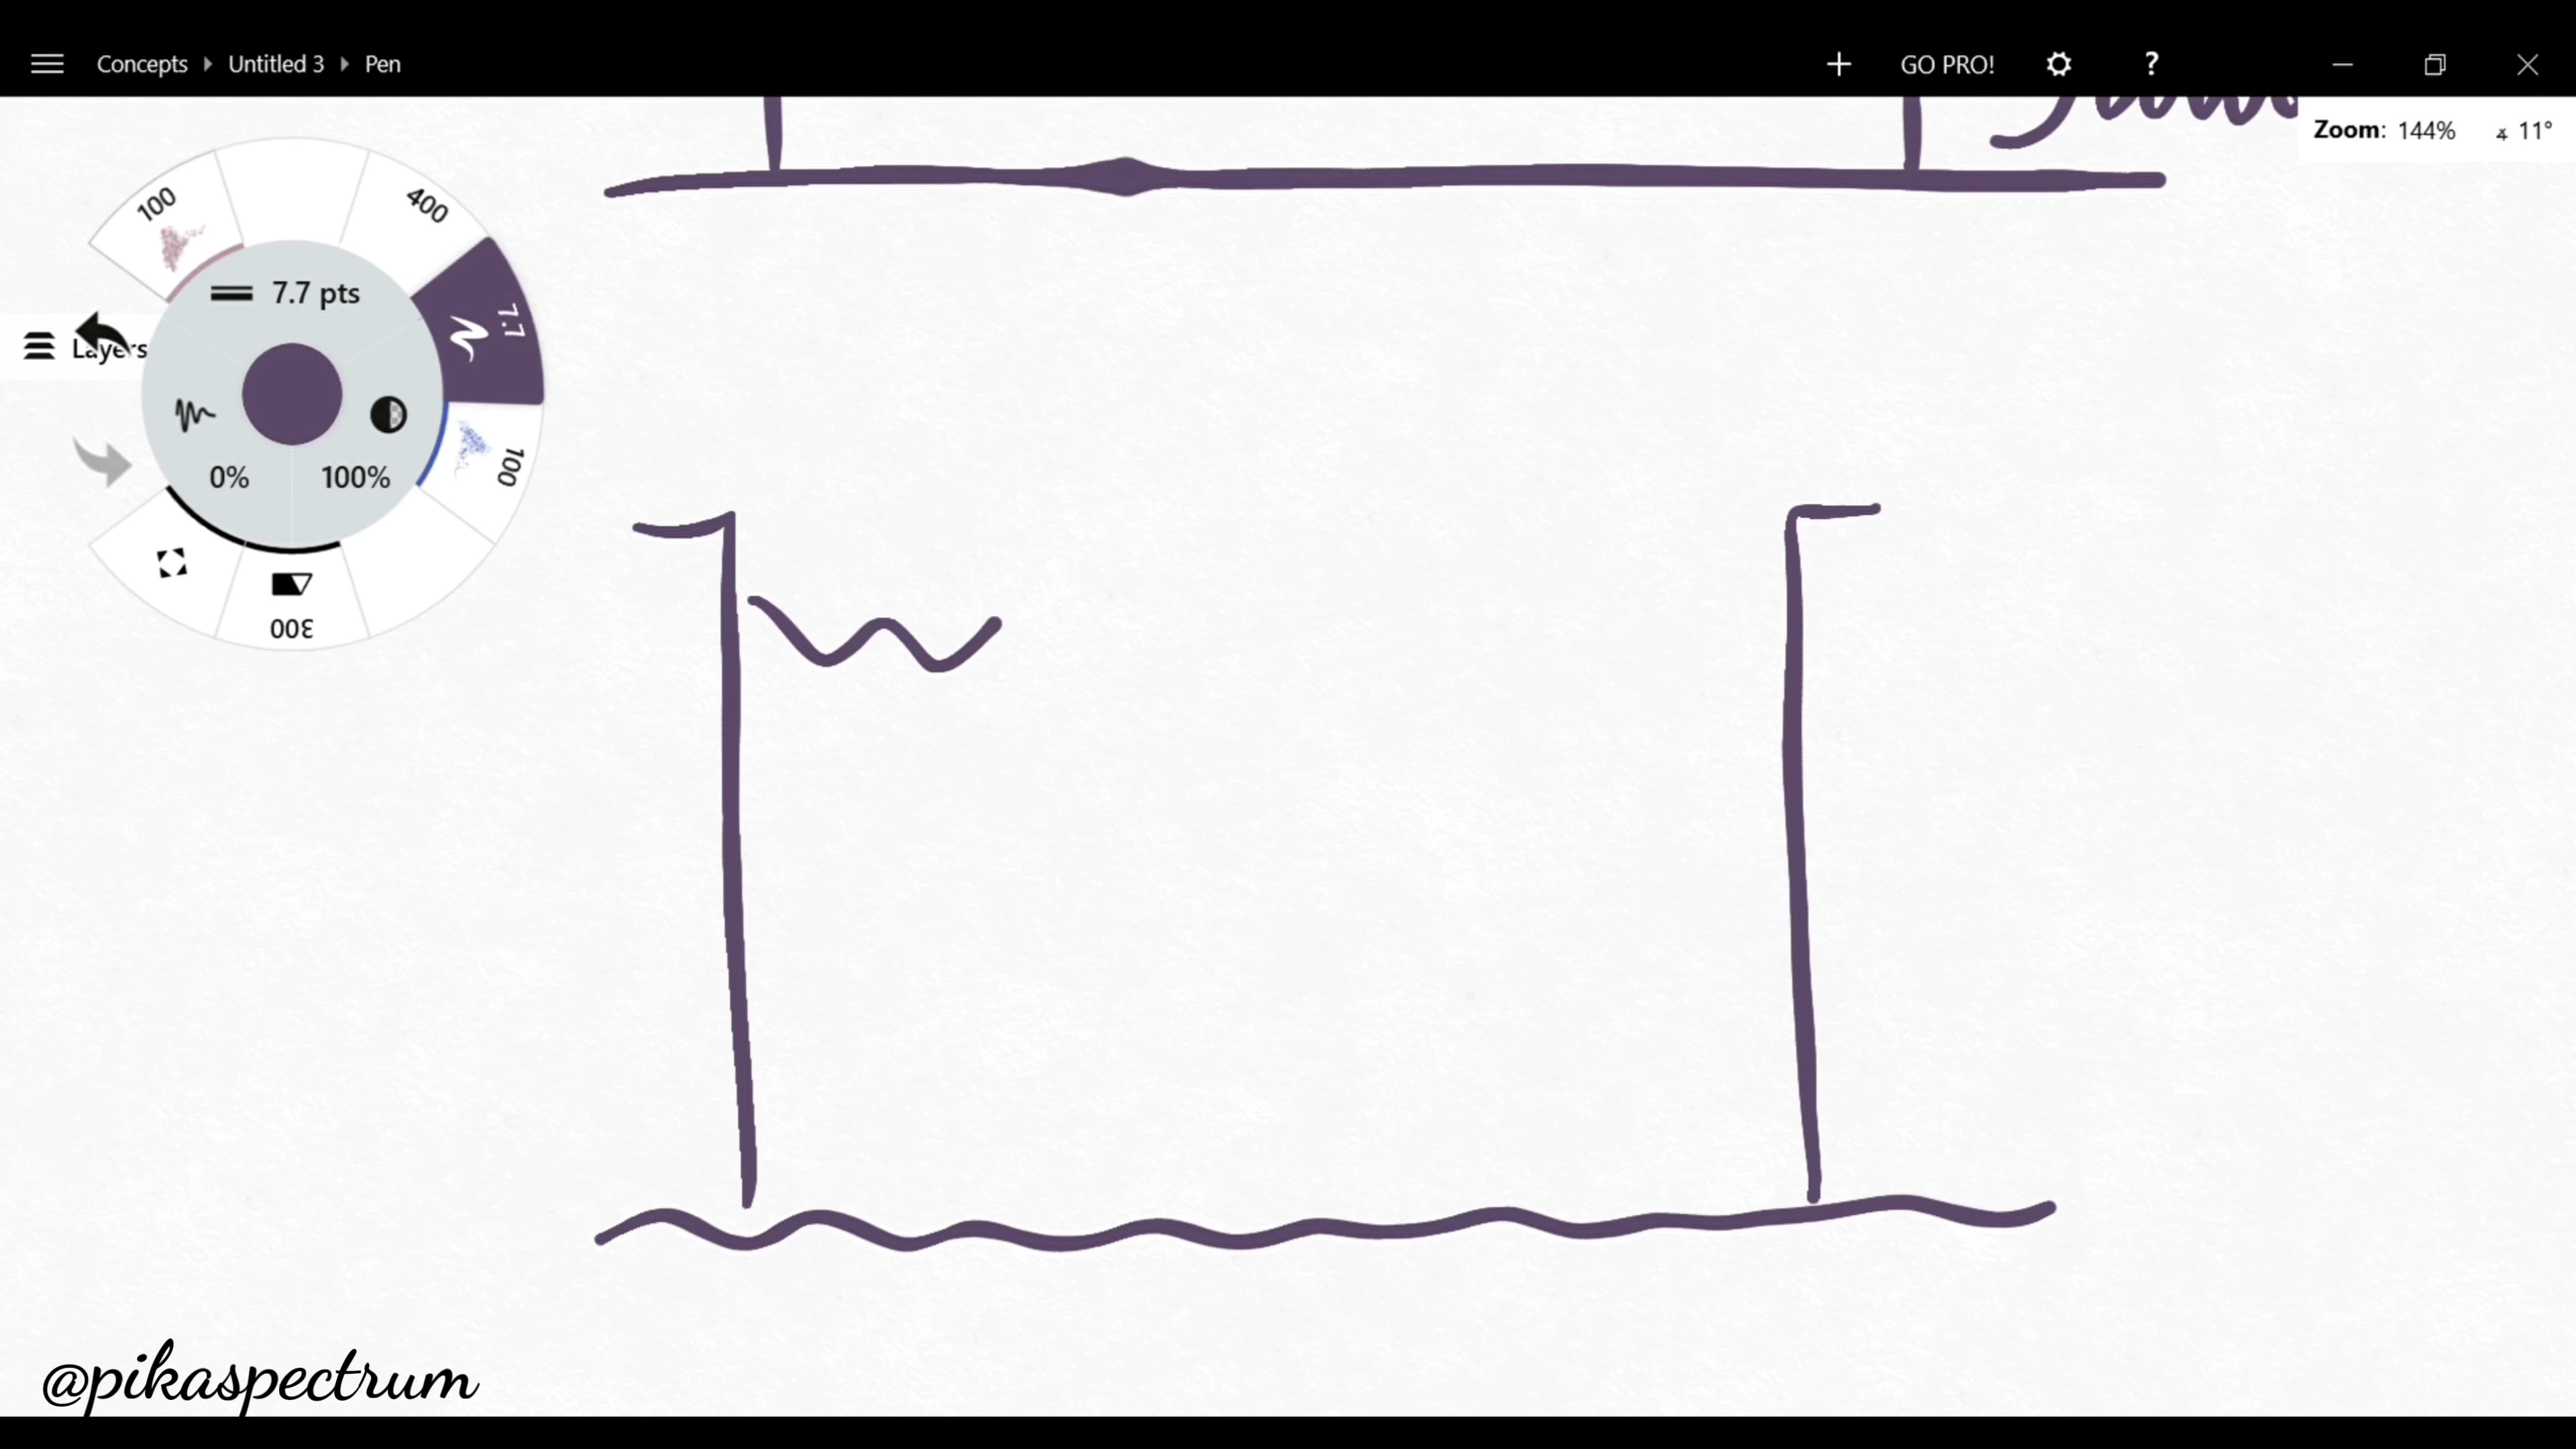 Concepts Untitled 3 Pen
GO PRO! ?
Zoom: 144% 11°
100
400
7.7 pts
7.7
Layers
0% 100%
100
300
@pikaspectrum